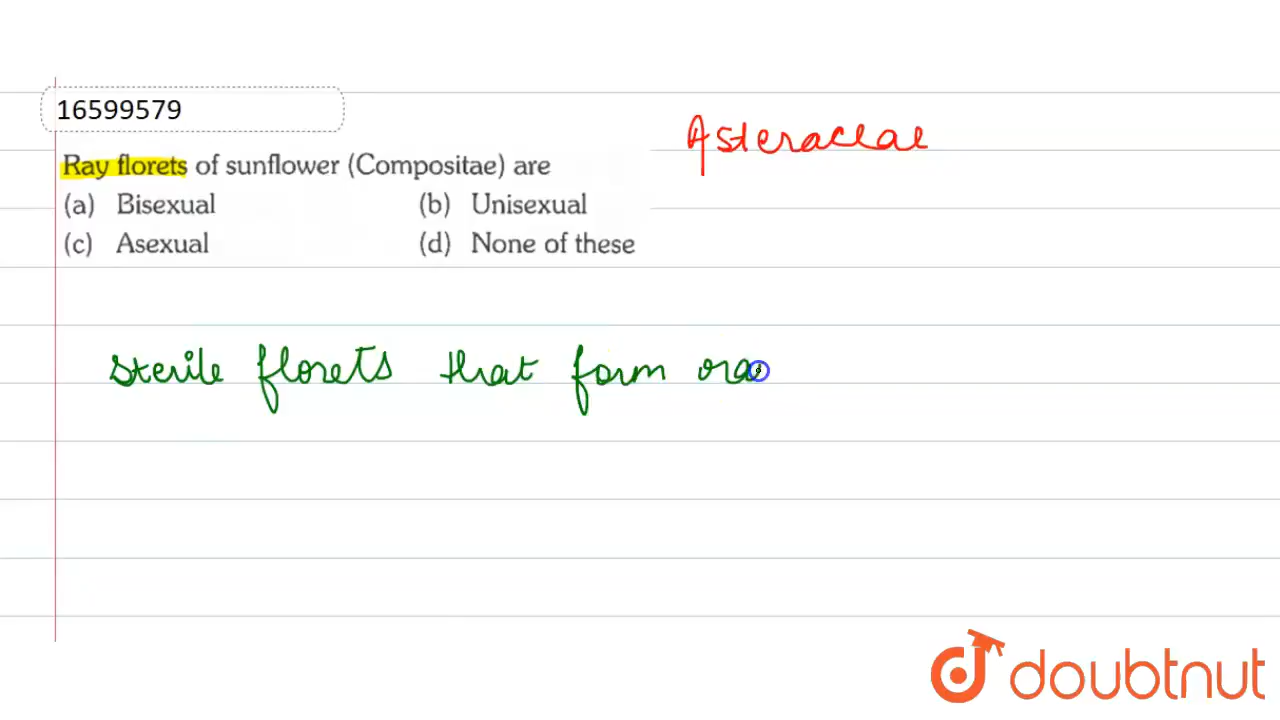 16599579
Asteraceae
Ray florets of sunflower (Compositae) are
(a) Bisexual (b) Unisexual
(c) Asexual (d) None of these
Sterile florets that form ra
doubtnut